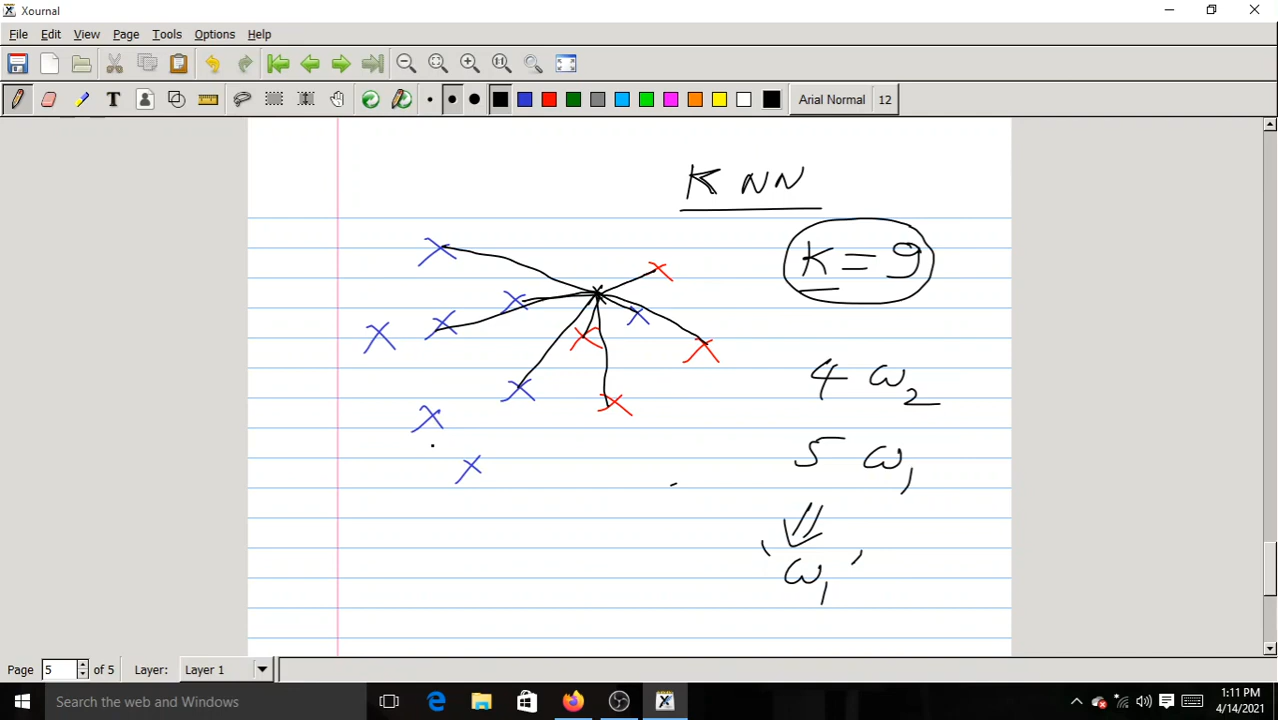 Xournal
File Edit View Page Tools Options Help
Arial Normal 12
K NN
K = 9
4 ω2
5 ω1
' ω1 '
Page 5 of 5 Layer: Layer 1
Search the web and Windows
1:11 PM
4/14/2021